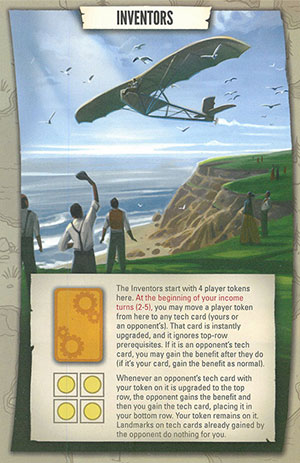 INVENTORS
The Inventors start with 4 player tokens
here. At the beginning of your income
turns (2-5), you may move a player token
from here to any tech card (yours or
an opponent's). That card is instantly
upgraded, and it ignores top-row
prerequisites. If it is an opponent's tech
card, you may gain the benefit after they do
(if it's your card, gain the benefit as normal).
Whenever an opponent's tech card with
your token on it is upgraded to the top
row, the opponent gains the benefit and
then you gain the tech card, placing it in
your bottom row. Your token remains on it.
Landmarks on tech cards already gained by
the opponent do nothing for you.